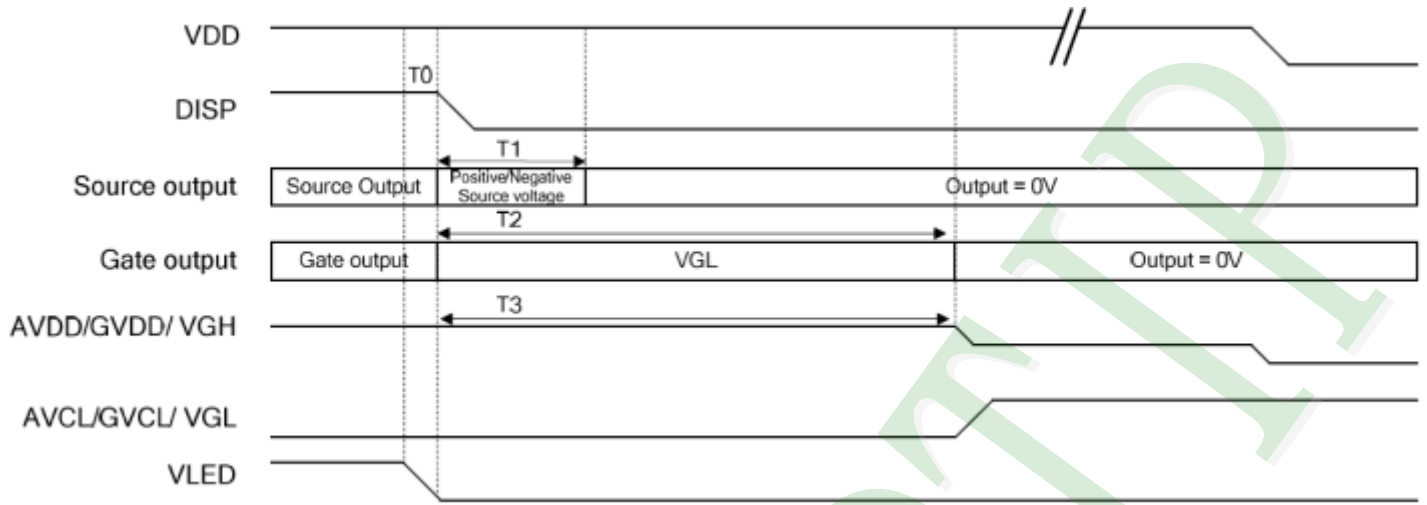 VDD
T0
DISP
T1
Source output
Source Output
Positive/Negative
Source voltage
Output = 0V
T2
Gate output
Gate output
VGL
Output = 0V
T3
AVDD/GVDD/ VGH
AVCL/GVCL/ VGL
VLED
TIP